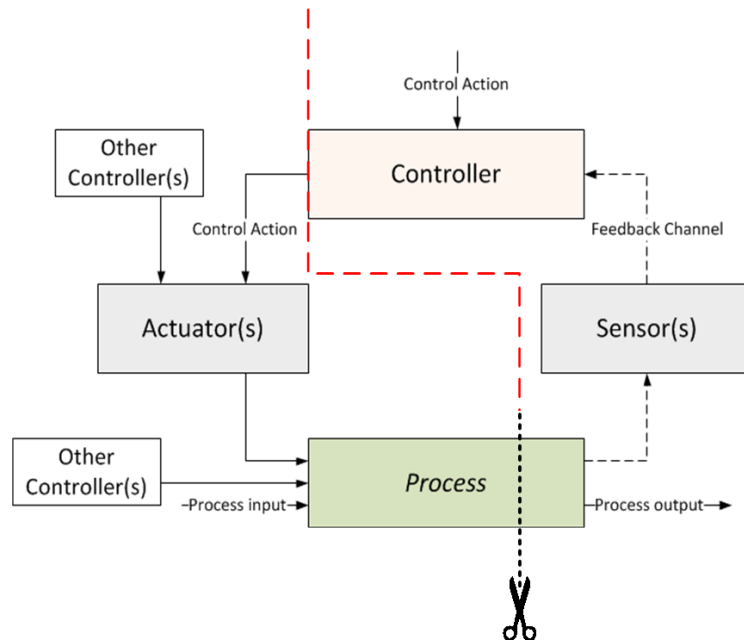 Control Action
Other
Controller(s)
Controller
Control Action
Feedback Channel
Actuator(s)
Sensor(s)
Other
Controller(s)
Process
Process input
Process output